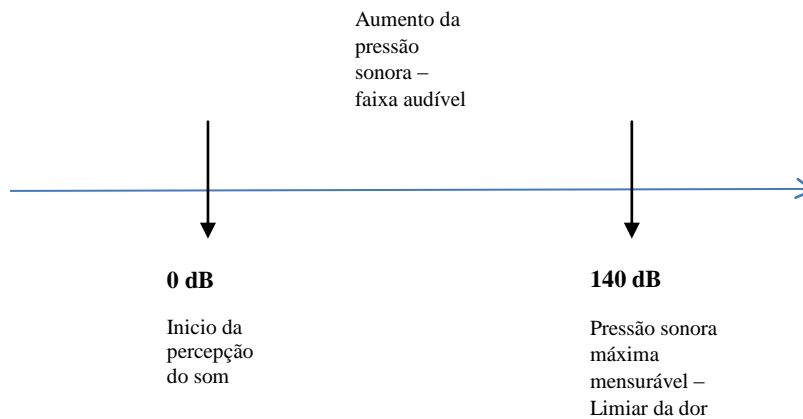 Aumento da
pressão
sonora –
faixa audível
0 dB
Inicio da
percepção
do som
140 dB
Pressão sonora
máxima
mensurável –
Limiar da dor